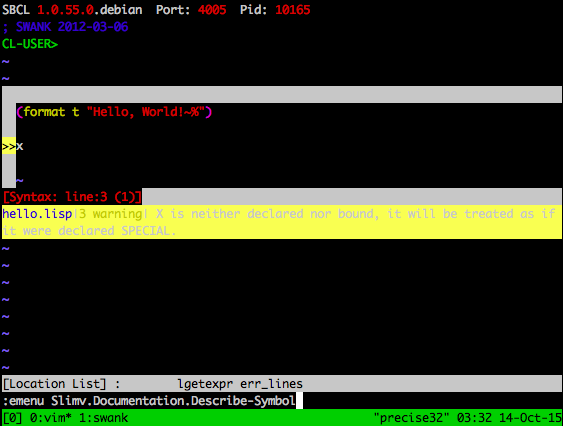 SBCL 1.0.55.0.debian  Port: 4005  Pid: 10165
; SWANK 2012-03-06
CL-USER>
~
~
(format t "Hello, World!~%")
>>x
~
[Syntax: line:3 (1)]
hello.lisp|3 warning| X is neither declared nor bound, it will be treated as if
it were declared SPECIAL.
~
~
~
~
~
~
~
[Location List] :        lgetexpr err_lines
:emenu Slimv.Documentation.Describe-Symbol
[0] 0:vim* 1:swank "precise32" 03:32 14-Oct-15